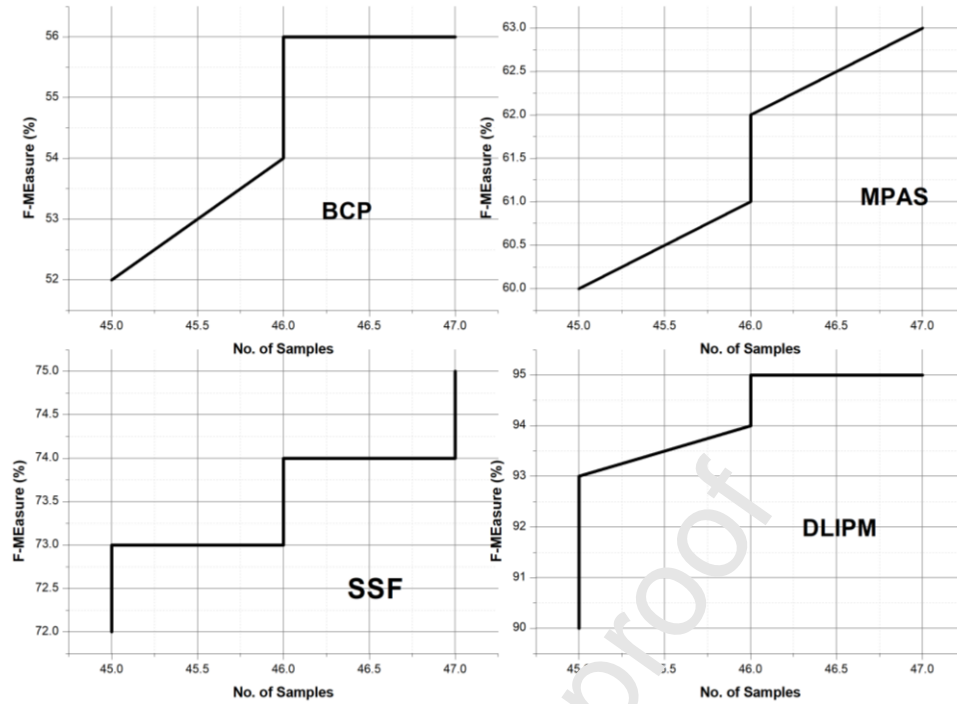 56
55
54
53
52
F-MEasure (%)
BCP
45.0 45.5 46.0 46.5 47.0
No. of Samples
63.0
62.5
62.0
61.5
61.0
60.5
60.0
F-MEasure (%)
MPAS
45.0 45.5 46.0 46.5 47.0
No. of Samples
75.0
74.5
74.0
73.5
73.0
72.5
72.0
F-MEasure (%)
SSF
45.0 45.5 46.0 46.5 47.0
No. of Samples
95
94
93
92
91
90
F-MEasure (%)
DLIPM
45.0 45.5 46.0 46.5 47.0
No. of Samples
proof